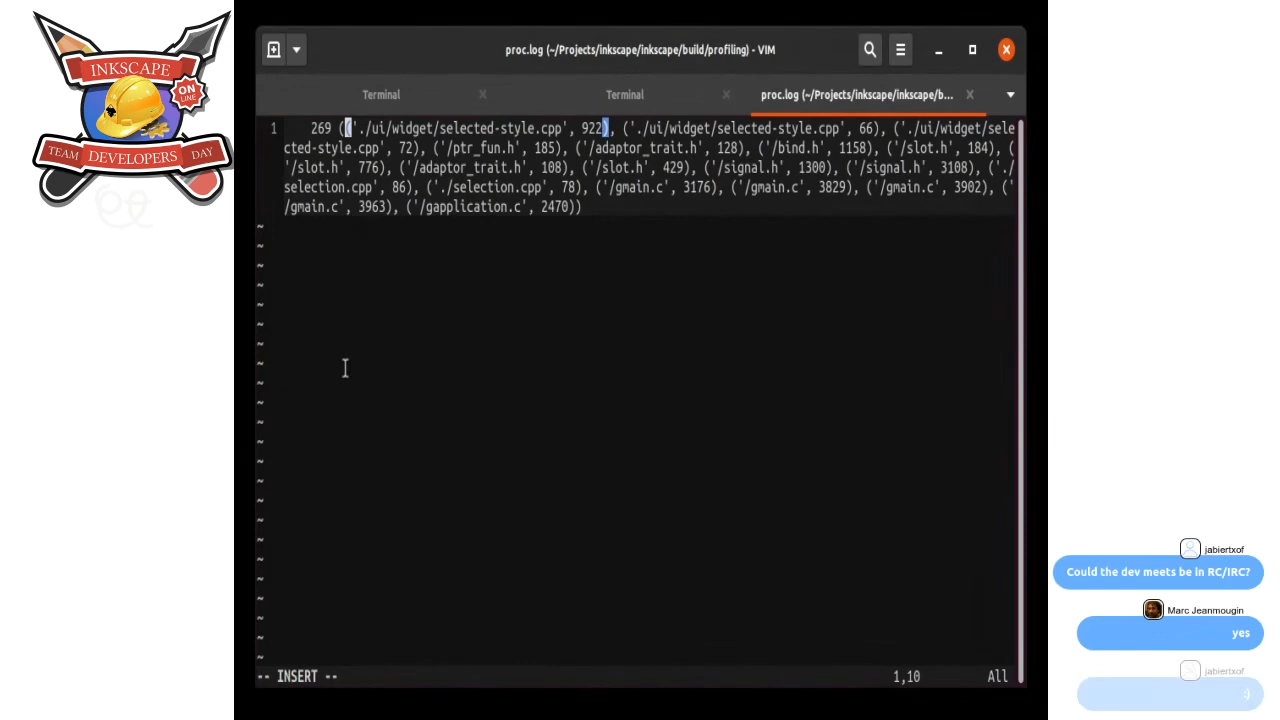 INKSCAPE
ON
LINE
TEAM
DEVELOPERS
DAY
proc.log (~/Projects/inkscape/inkscape/build/profiling) - VIM
Terminal
Terminal
proc.log (~/Projects/inkscape/inkscape/b...
1 269 (('./ui/widget/selected-style.cpp', 922), ('./ui/widget/selected-style.cpp', 66), ('./ui/widget/sele
cted-style.cpp', 72), ('/ptr_fun.h', 185), ('/adaptor_trait.h', 128), ('/bind.h', 1158), ('/slot.h', 184), (
'/slot.h', 776), ('/adaptor_trait.h', 108), ('/slot.h', 429), ('/signal.h', 1300), ('/signal.h', 3108), ('./
selection.cpp', 86), ('./selection.cpp', 78), ('/gmain.c', 3176), ('/gmain.c', 3829), ('/gmain.c', 3902), ('
/gmain.c', 3963), ('/gapplication.c', 2470))
-- INSERT --
1,10
All
jabiertxof
Could the dev meets be in RC/IRC?
Marc Jeanmougin
yes
jabiertxof
:)